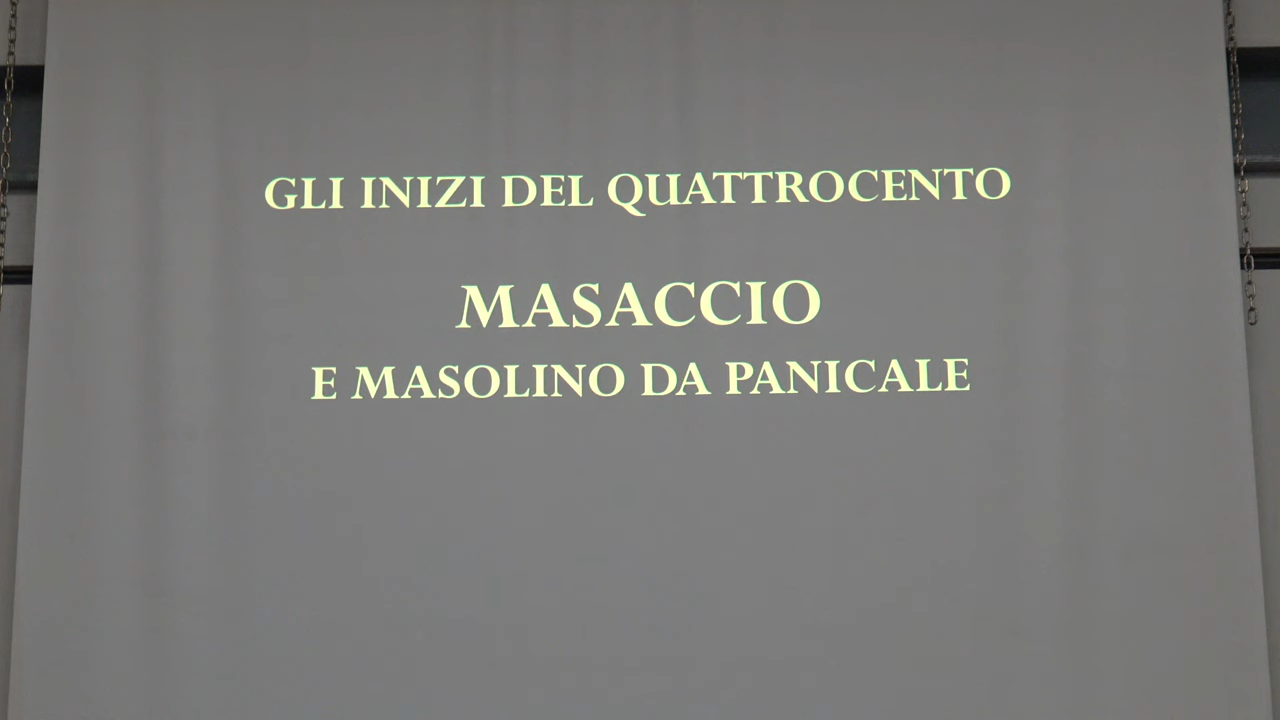 GLI INIZI DEL QUATTROCENTO
MASACCIO
E MASOLINO DA PANICALE